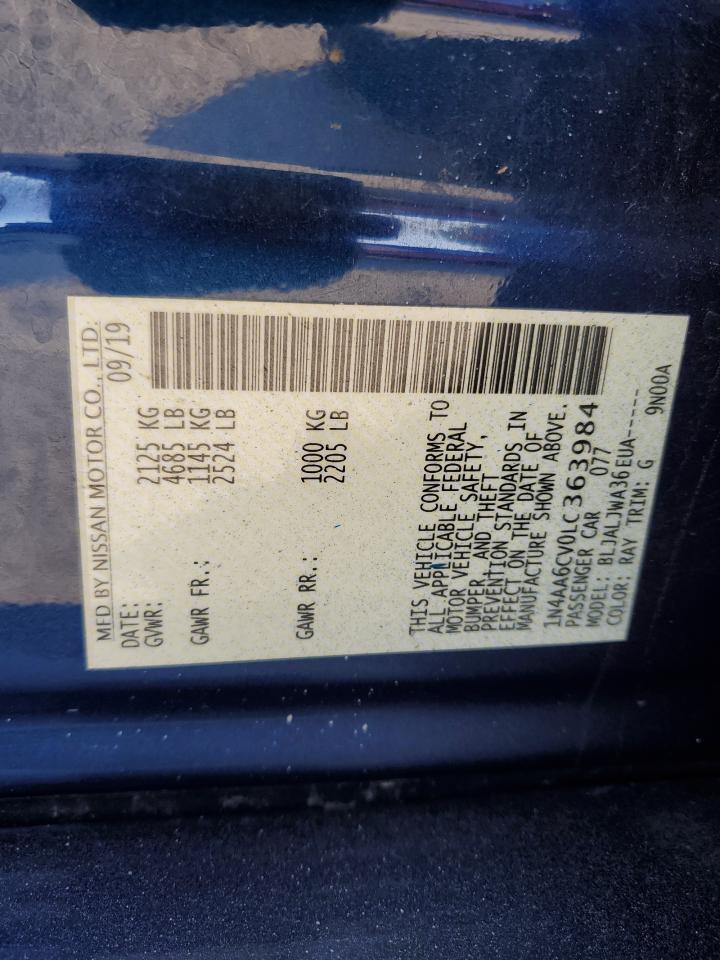 MFD BY NISSAN MOTOR CO., LTD.
DATE: 09/19
GVWR: 2125 KG
4685 LB
GAWR FR.: 1145 KG
2524 LB
GAWR RR.: 1000 KG
2205 LB
THIS VEHICLE CONFORMS TO
ALL APPLICABLE FEDERAL
MOTOR VEHICLE SAFETY,
BUMPER, AND THEFT
PREVENTION STANDARDS IN
EFFECT ON THE DATE OF
MANUFACTURE SHOWN ABOVE.
1N4AA6CV0LC363984
PASSENGER CAR 077
MODEL: BLJALJWA36EUA-----
COLOR: RAY TRIM: G 9N00A